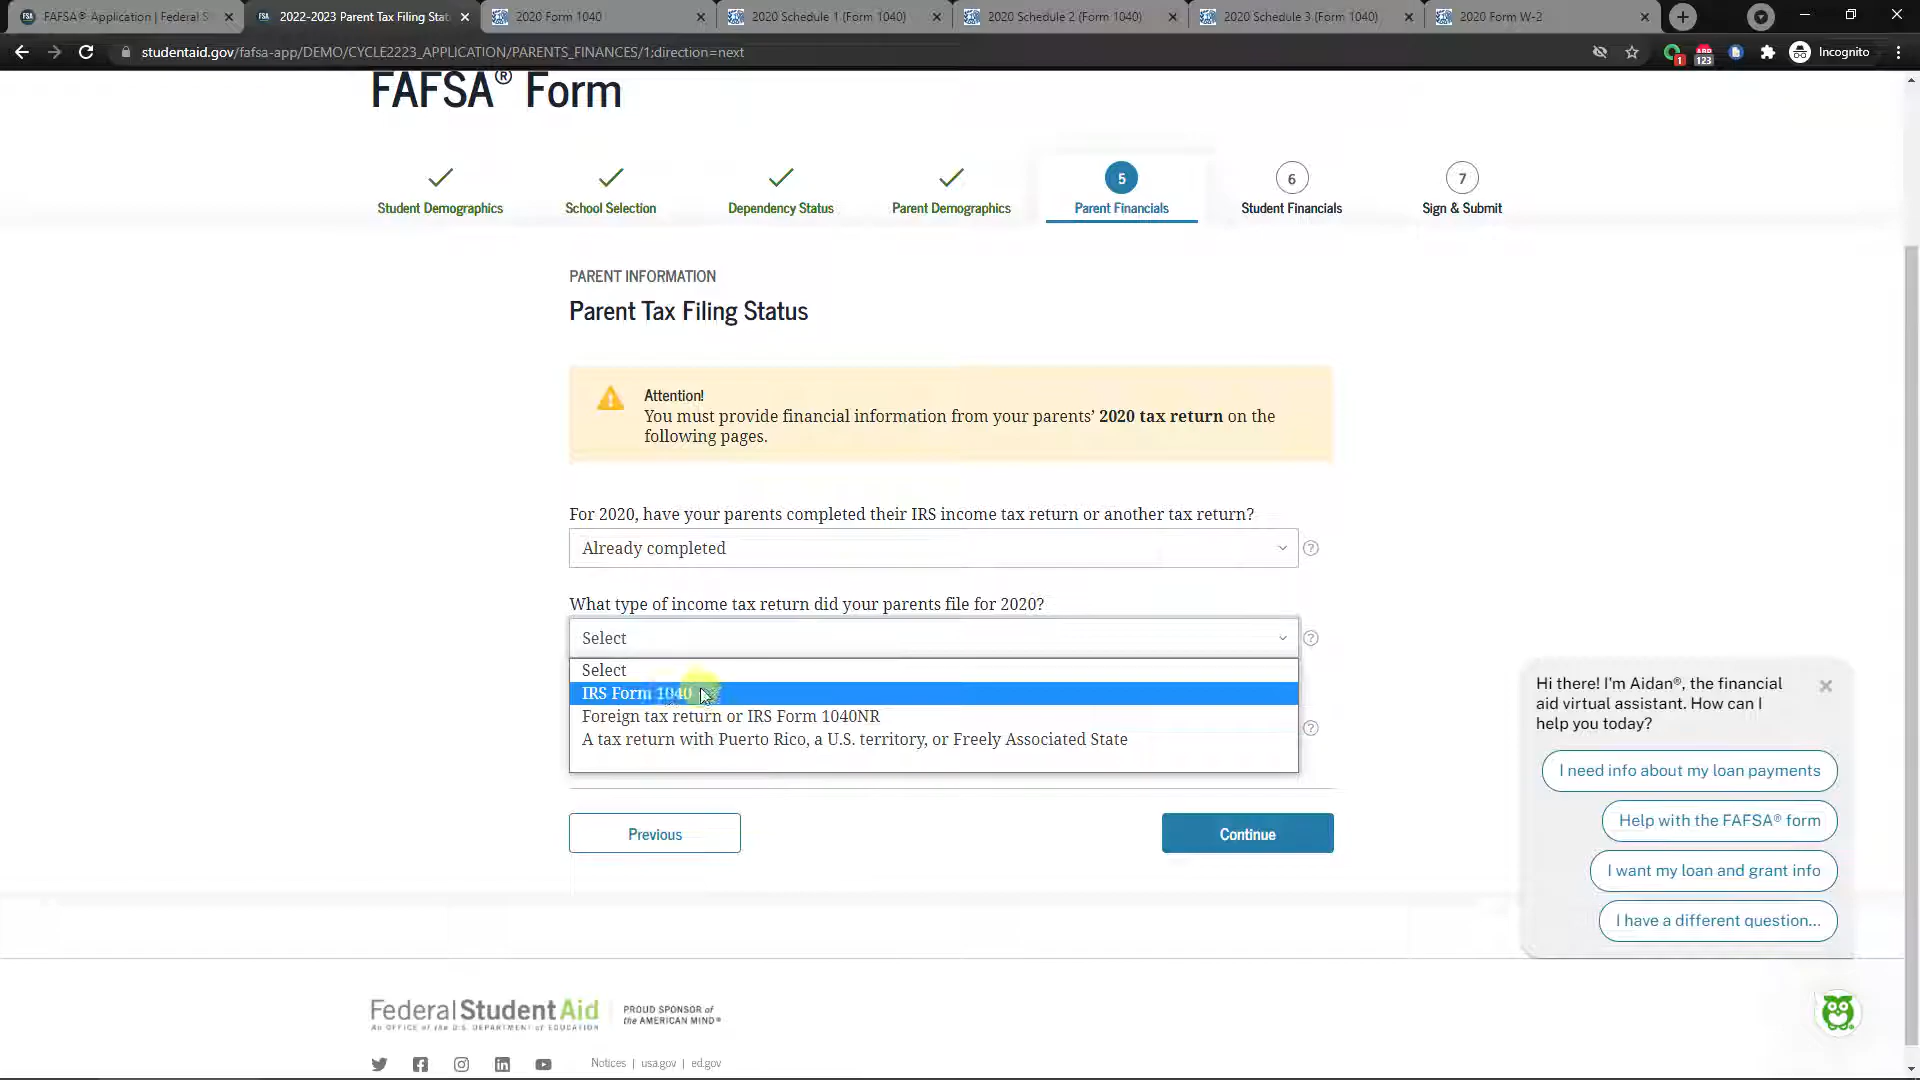 FAFSA® Application | Federal S
2022-2023 Parent Tax Filing Stat
2020 Form 1040
2020 Schedule 1 (Form 1040)
2020 Schedule 2 (Form 1040)
2020 Schedule 3 (Form 1040)
2020 Form W-2
studentaid.gov/fafsa-app/DEMO/CYCLE2223_APPLICATION/PARENTS_FINANCES/1;direction=next
1
ABP
123
Incognito
FAFSA® Form
Student Demographics
School Selection
Dependency Status
Parent Demographics
5
Parent Financials
6
Student Financials
7
Sign & Submit
PARENT INFORMATION
Parent Tax Filing Status
Attention!
You must provide financial information from your parents’ 2020 tax return on the
following pages.
For 2020, have your parents completed their IRS income tax return or another tax return?
Already completed
What type of income tax return did your parents file for 2020?
Select
Select
IRS Form 1040
Foreign tax return or IRS Form 1040NR
A tax return with Puerto Rico, a U.S. territory, or Freely Associated State
Previous
Continue
Hi there! I'm Aidan®, the financial
aid virtual assistant. How can I
help you today?
I need info about my loan payments
Help with the FAFSA® form
I want my loan and grant info
I have a different question...
Federal Student Aid
An OFFICE of the U.S. DEPARTMENT of EDUCATION
PROUD SPONSOR of
the AMERICAN MIND®
Notices | usa.gov | ed.gov